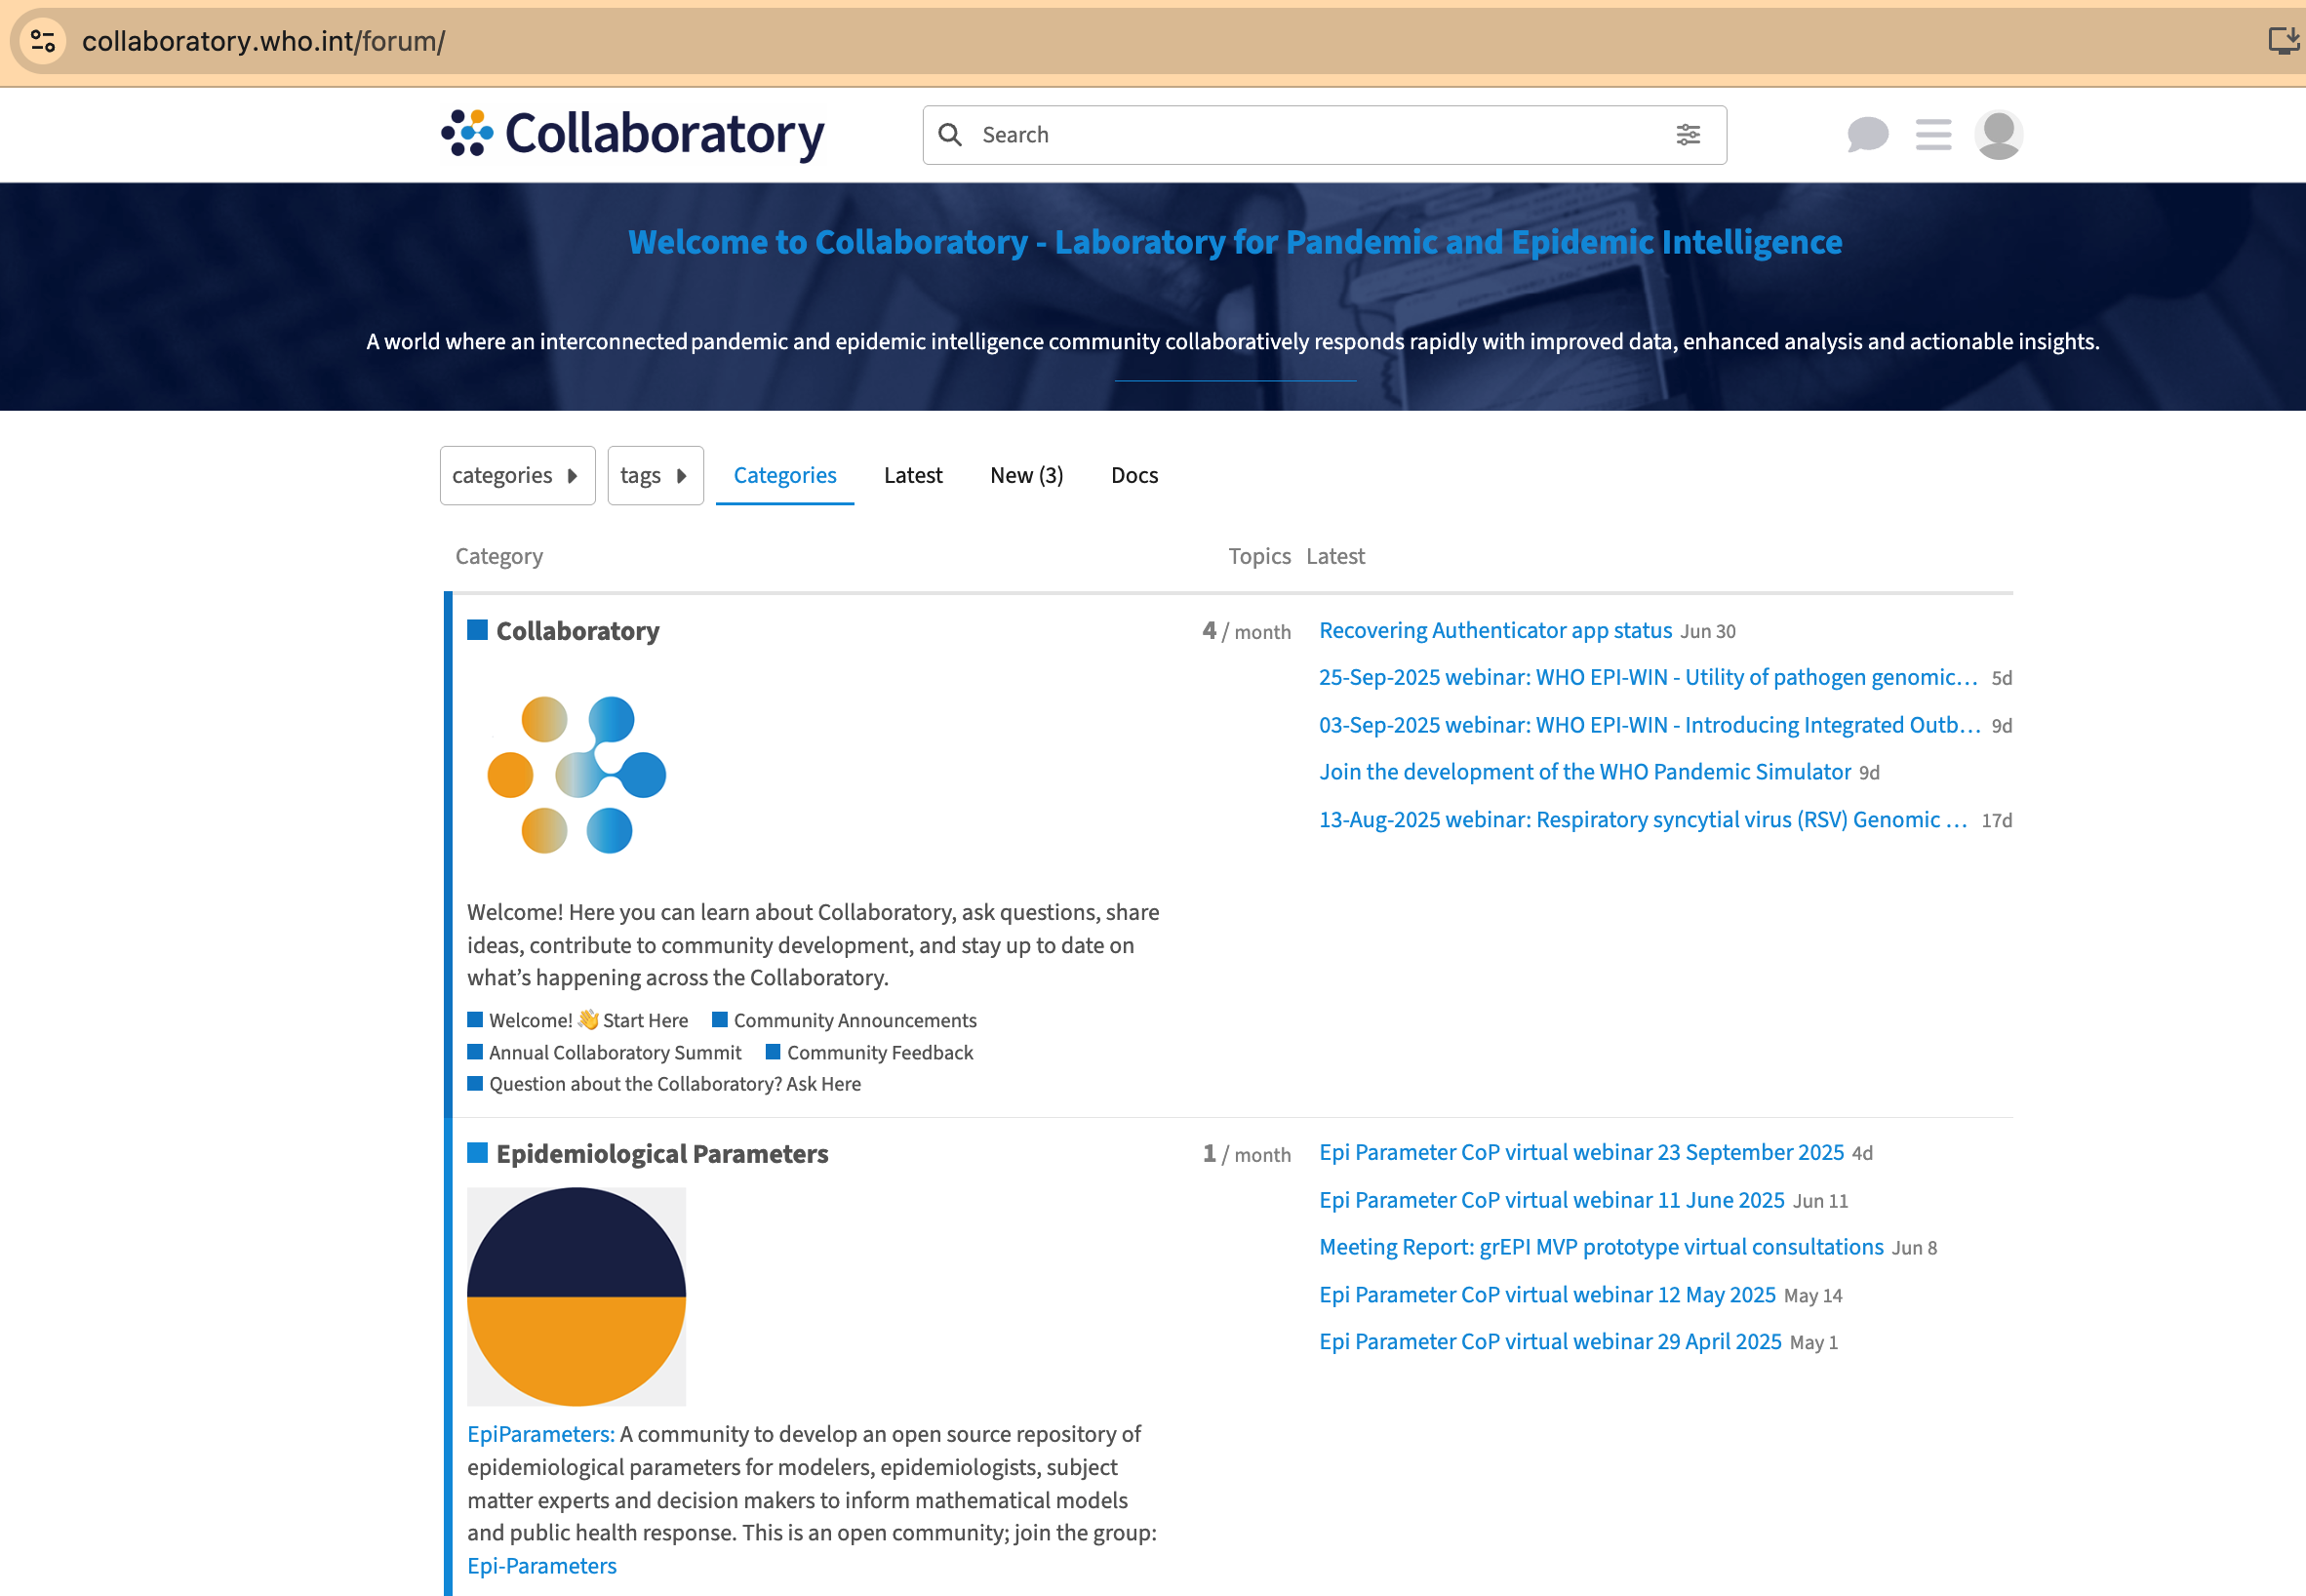 collaboratory.who.int/forum/
Collaboratory
Search
Welcome to Collaboratory - Laboratory for Pandemic and Epidemic Intelligence
A world where an interconnected pandemic and epidemic intelligence community collaboratively responds rapidly with improved data, enhanced analysis and actionable insights.
categories
tags
Categories
Latest
New (3)
Docs
Category
Topics
Latest
Collaboratory
4 / month
Welcome! Here you can learn about Collaboratory, ask questions, share
ideas, contribute to community development, and stay up to date on
what’s happening across the Collaboratory.
Welcome! 👋 Start Here
Community Announcements
Annual Collaboratory Summit
Community Feedback
Question about the Collaboratory? Ask Here
Recovering Authenticator app status Jun 30
25-Sep-2025 webinar: WHO EPI-WIN - Utility of pathogen genomic… 5d
03-Sep-2025 webinar: WHO EPI-WIN - Introducing Integrated Outb… 9d
Join the development of the WHO Pandemic Simulator 9d
13-Aug-2025 webinar: Respiratory syncytial virus (RSV) Genomic … 17d
Epidemiological Parameters
1 / month
EpiParameters: A community to develop an open source repository of
epidemiological parameters for modelers, epidemiologists, subject
matter experts and decision makers to inform mathematical models
and public health response. This is an open community; join the group:
Epi-Parameters
Epi Parameter CoP virtual webinar 23 September 2025 4d
Epi Parameter CoP virtual webinar 11 June 2025 Jun 11
Meeting Report: grEPI MVP prototype virtual consultations Jun 8
Epi Parameter CoP virtual webinar 12 May 2025 May 14
Epi Parameter CoP virtual webinar 29 April 2025 May 1